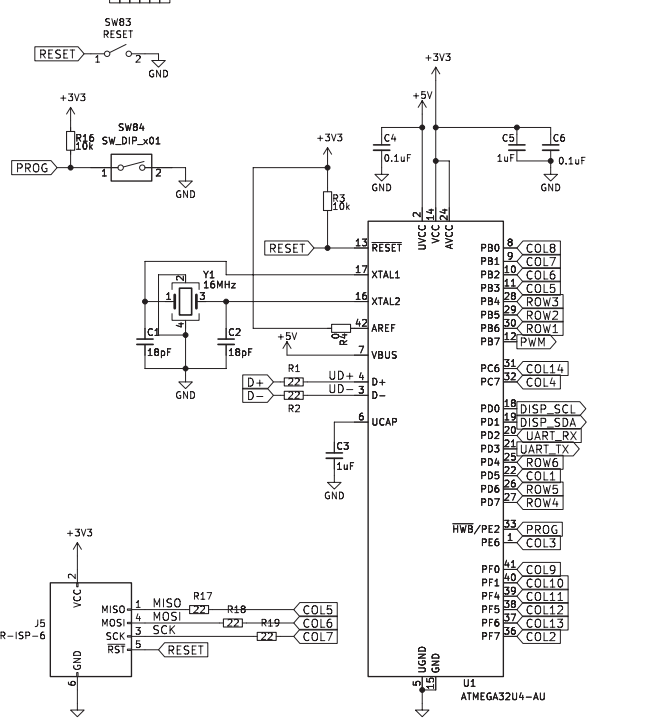 SW83
RESET
RESET
1
2
GND
+3V3
R16
10k
SW84
SW_DIP_x01
PROG
1
2
GND
+3V3
+5V
+3V3
C4
0.1uF
GND
C5
1uF
C6
0.1uF
GND
R3
10k
RESET
Y1
16MHz
2
1
3
4
C1
18pF
C2
18pF
GND
+5V
0
R4
R1
D+
22
UD+
D-
22
UD-
R2
C3
1uF
GND
2
UVCC
14
VCC
24
AVCC
13
RESET
17
XTAL1
16
XTAL2
42
AREF
7
VBUS
4
D+
3
D-
6
UCAP
PB0
8
COL8
PB1
9
COL7
PB2
10
COL6
PB3
11
COL5
PB4
28
ROW3
PB5
29
ROW2
PB6
30
ROW1
PB7
12
PWM
PC6
31
COL14
PC7
32
COL4
PD0
18
DISP_SCL
PD1
19
DISP_SDA
PD2
20
UART_RX
PD3
21
UART_TX
PD4
25
ROW6
PD5
22
COL1
PD6
26
ROW5
PD7
27
ROW4
HWB/PE2
33
PROG
PE6
1
COL3
PF0
41
COL9
PF1
40
COL10
PF4
39
COL11
PF5
38
COL12
PF6
37
COL13
PF7
36
COL2
UGND
GND
5
15
U1
ATMEGA32U4-AU
+3V3
2
VCC
J5
R-ISP-6
MISO
1
MISO
R17
22
COL5
MOSI
4
MOSI
R18
22
COL6
SCK
3
SCK
R19
22
COL7
RST
5
RESET
GND
6